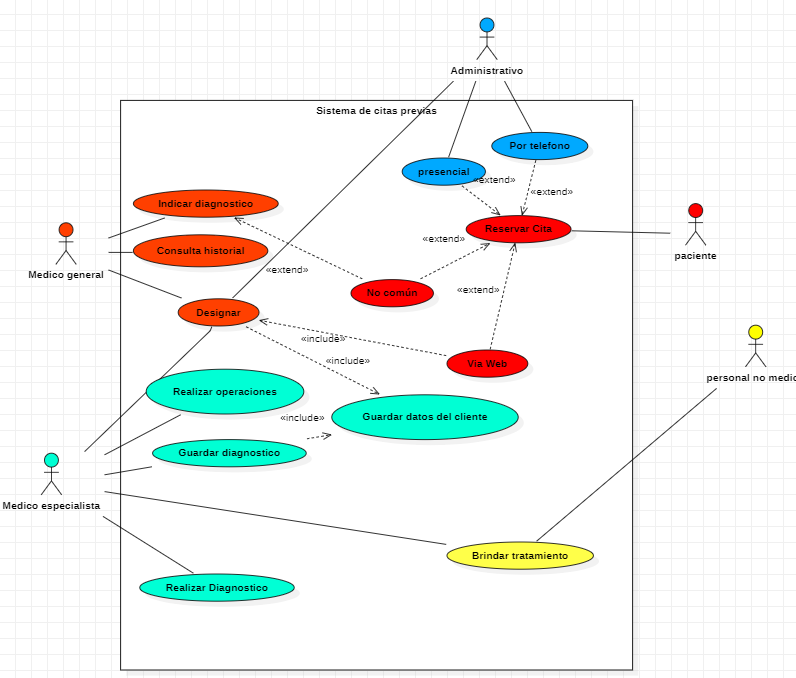 Administrativo
Sistema de citas previas
Por telefono
presencial
«extend»
«extend»
Indicar diagnostico
Reservar Cita
«extend»
Consulta historial
paciente
Medico general
«extend»
«extend»
No común
Designar
«include»
«include»
Via Web
personal no medic
Realizar operaciones
«include»
Guardar datos del cliente
Guardar diagnostico
Medico especialista
Brindar tratamiento
Realizar Diagnostico